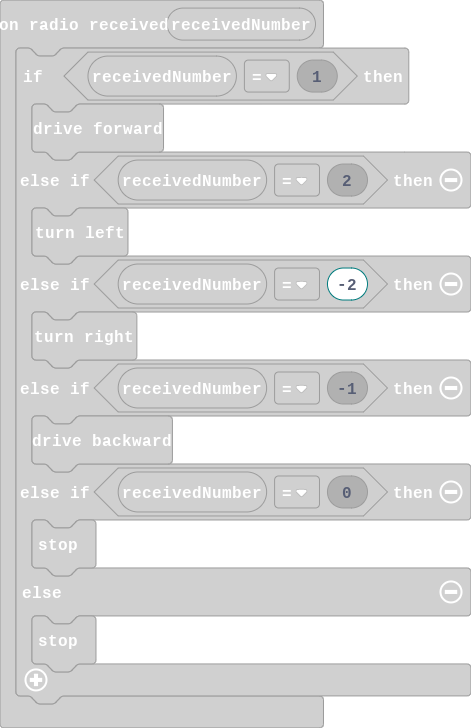 on radio received receivedNumber
if receivedNumber = 1 then
drive forward
else if receivedNumber = 2 then
turn left
else if receivedNumber = -2 then
turn right
else if receivedNumber = -1 then
drive backward
else if receivedNumber = 0 then
stop
else
stop